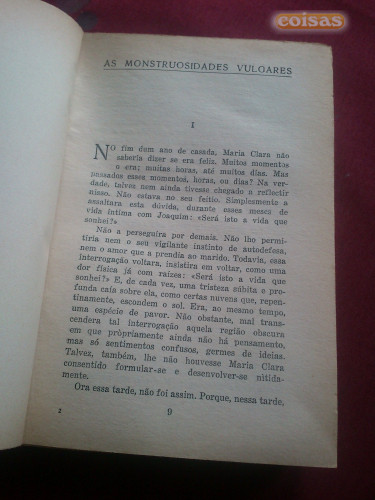 coisas
AS MONSTRUOSIDADES VULGARES
I
NO fim dum ano de casada, Maria Clara não
saberia dizer se era feliz. Muitos momentos
o era; muitas horas, até muitos dias. Mas
passados esses momentos, horas, ou dias? Na ver-
dade, talvez nem ainda tivesse chegado a reflectir
nisso. Não estava no seu feitio. Simplesmente a
assaltara esta dúvida, durante esses meses de
vida íntima com Joaquim: «Será isto a vida que
sonhei?»
Não a perseguira por demais. Não lho permi-
tiria nem o seu vigilante instinto de autodefesa,
nem o amor que a prendia ao marido. Todavia, essa
interrogação voltara, insistira em voltar, como uma
dor física já com raízes: «Será isto a vida que
sonhei?» E, de cada vez, uma tristeza súbita e pro-
funda caía sobre ela, como certas nuvens que, repen-
tinamente, escondem o sol. Era, ao mesmo tempo,
uma espécie de pavor. Não obstante, mal trans-
cendera tal interrogação aquela região obscura
em que pròpriamente ainda não há pensamento,
mas só sentimentos confusos, germes de ideias.
Talvez, também, lhe não houvesse Maria Clara
consentido formular-se e desenvolver-se nitida-
mente.
Ora essa tarde, não foi assim. Porque, nessa tarde,
2
9